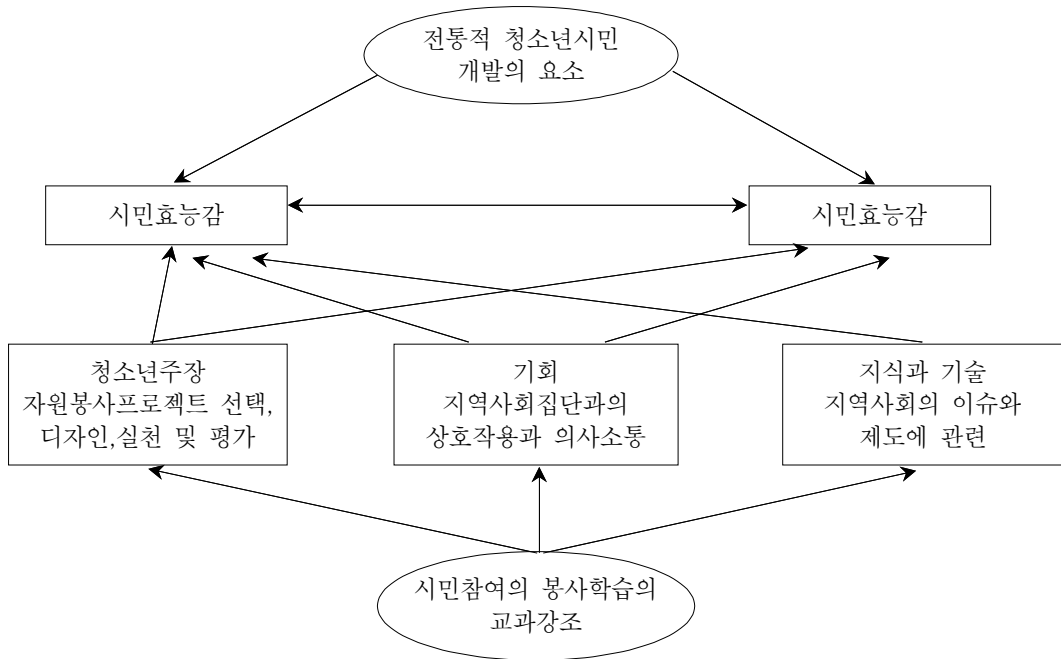 전통적 청소년시민
개발의 요소
시민효능감
시민효능감
청소년주장
자원봉사프로젝트 선택,
디자인,실천 및 평가
기회
지역사회집단과의
상호작용과 의사소통
지식과 기술
지역사회의 이슈와
제도에 관련
시민참여의 봉사학습의
교과강조